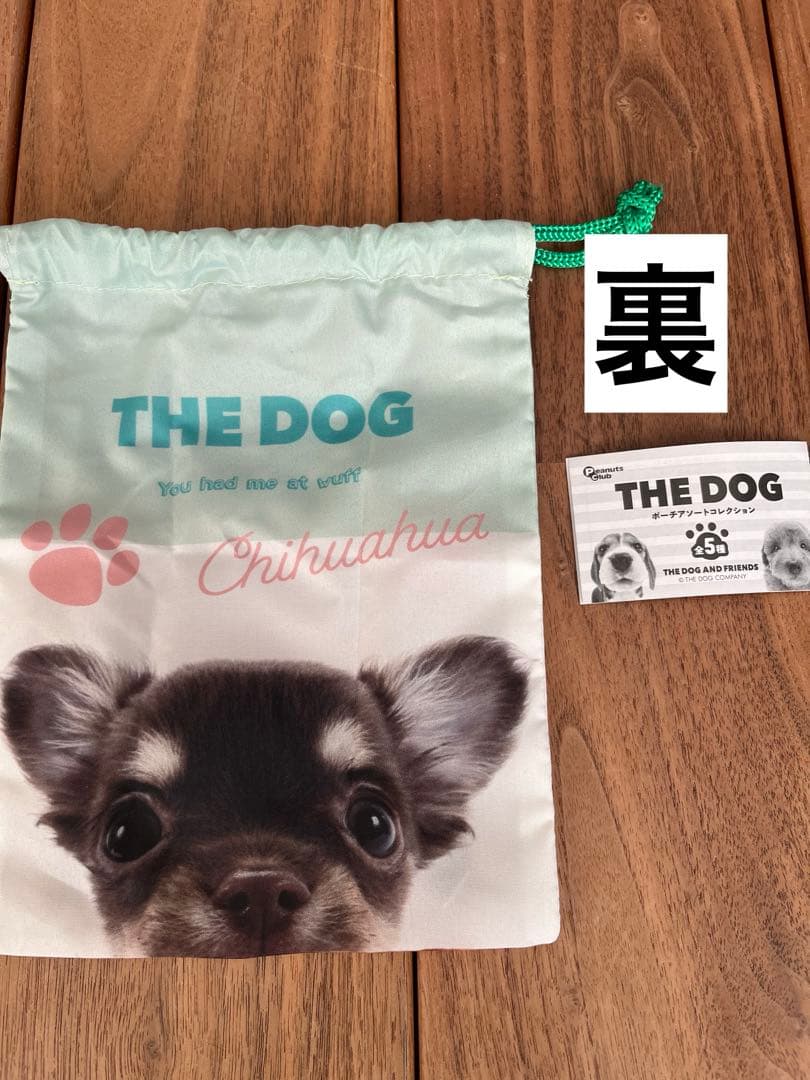 THE DOG
You had me at wuff
Chihuahua
裏
Peanuts
Club
THE DOG
ポーチアソートコレクション
全5種
THE DOG AND FRIENDS
© THE DOG COMPANY